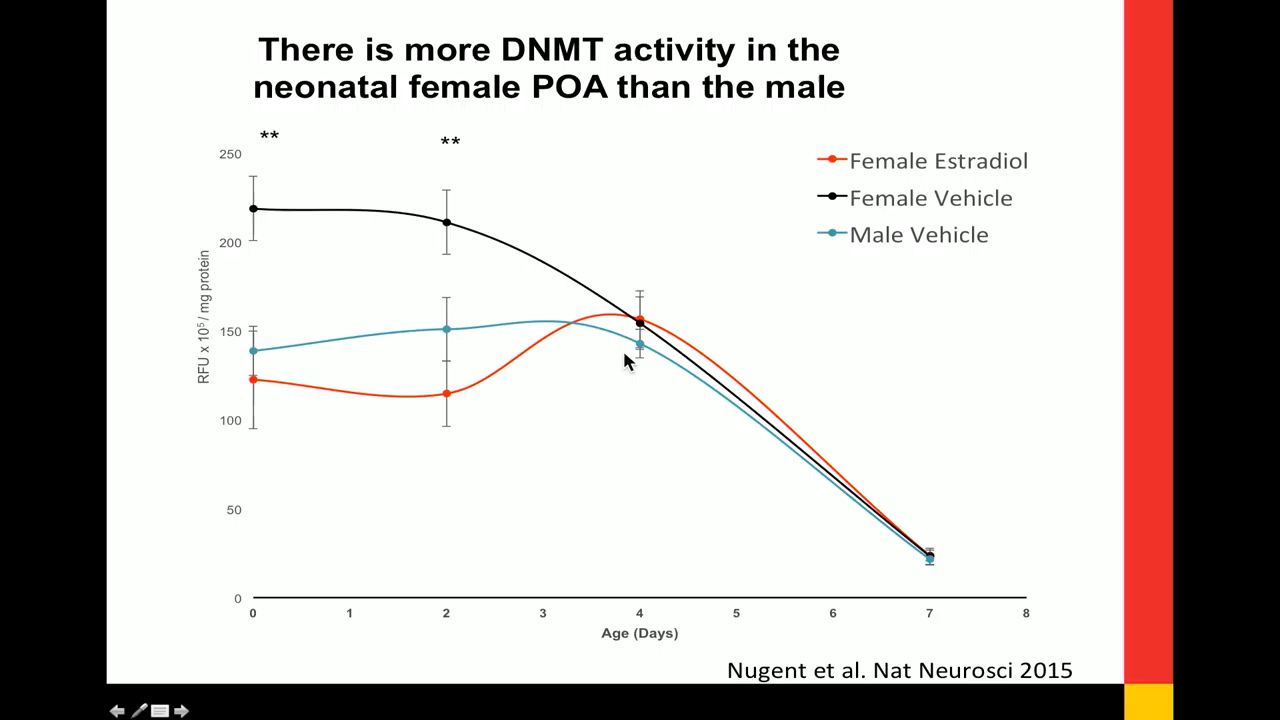 There is more DNMT activity in the
neonatal female POA than the male
** **
250
200
150
100
50
0
RFU x 10⁵ / mg protein
0 1 2 3 4 5 6 7 8
Age (Days)
Female Estradiol
Female Vehicle
Male Vehicle
Nugent et al. Nat Neurosci 2015